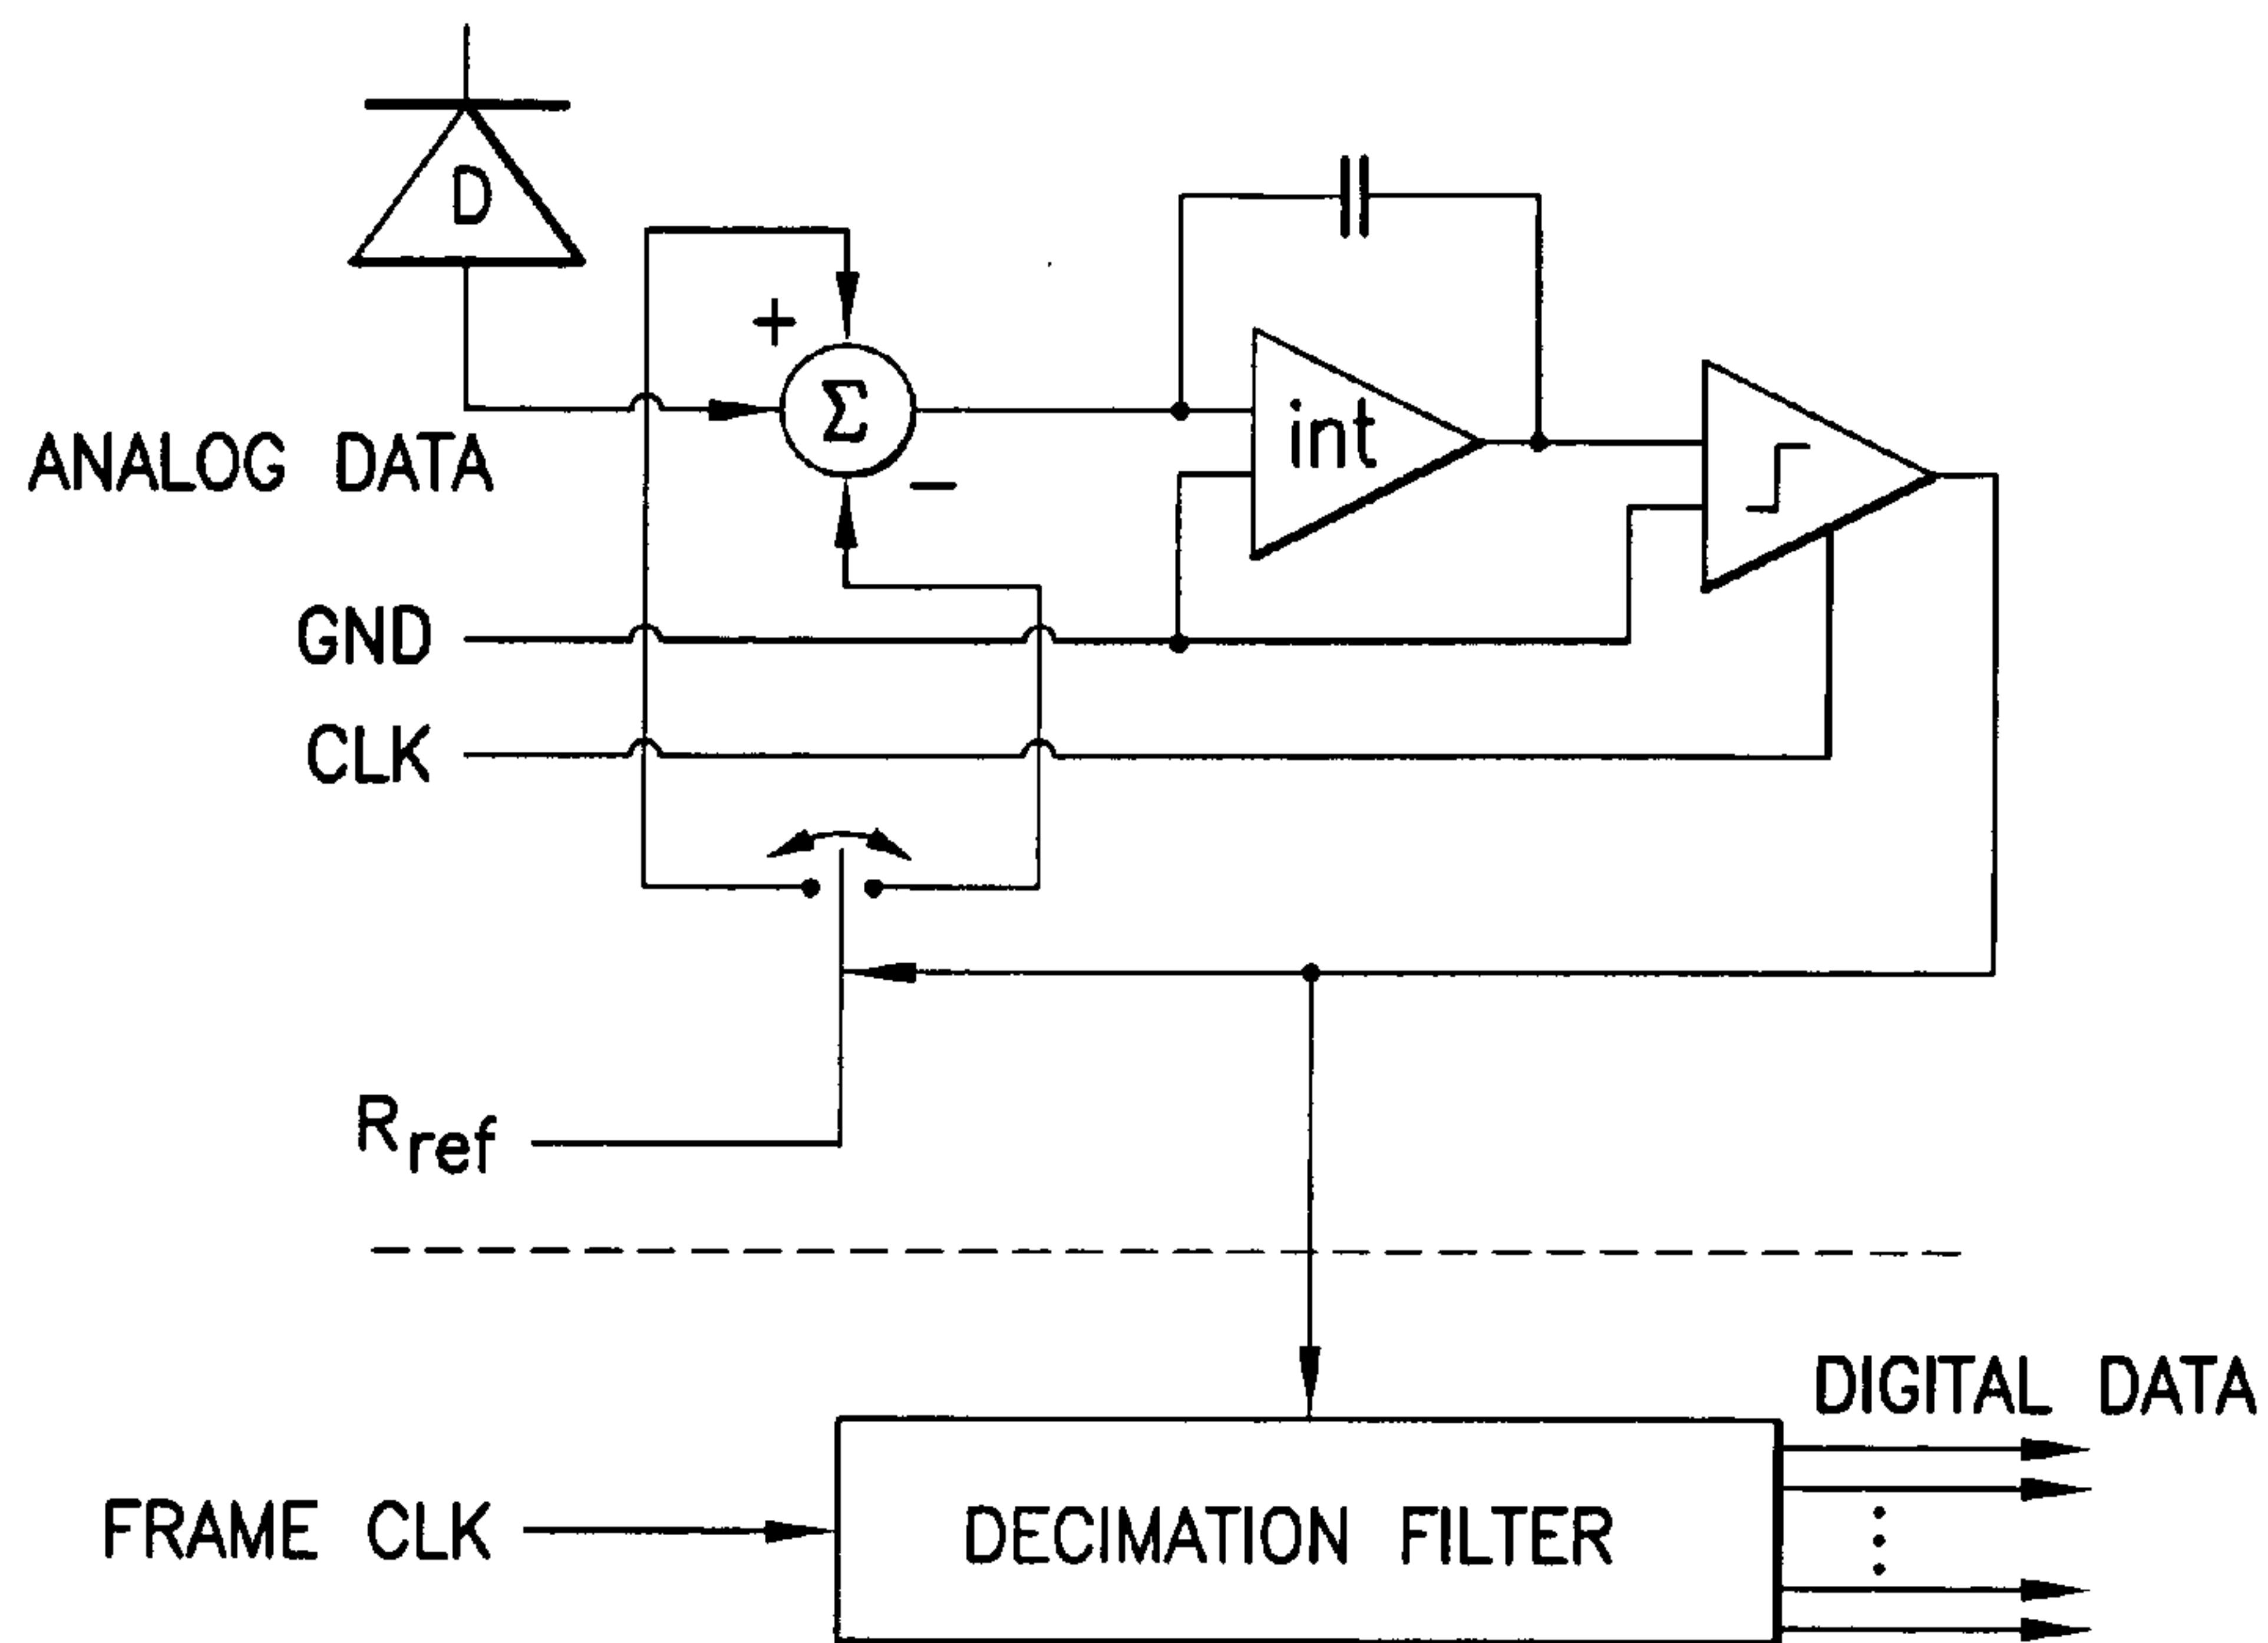 D
+
Σ
int
ANALOG DATA
−
GND
CLK
Rref
DIGITAL DATA
FRAME CLK
DECIMATION FILTER